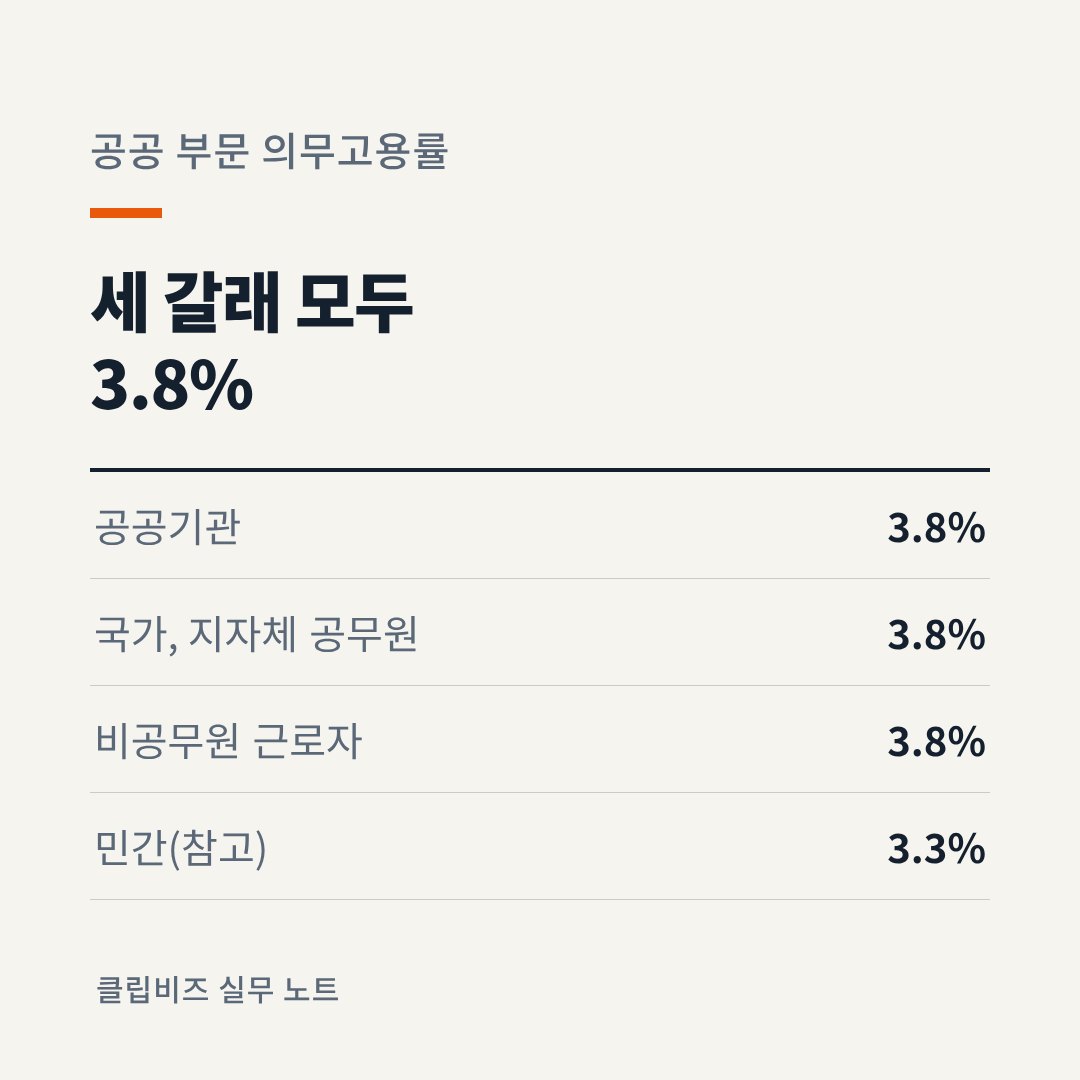 공공 부문 의무고용률
세 갈래 모두
3.8%
공공기관 3.8%
국가, 지자체 공무원 3.8%
비공무원 근로자 3.8%
민간(참고) 3.3%
클립비즈 실무 노트